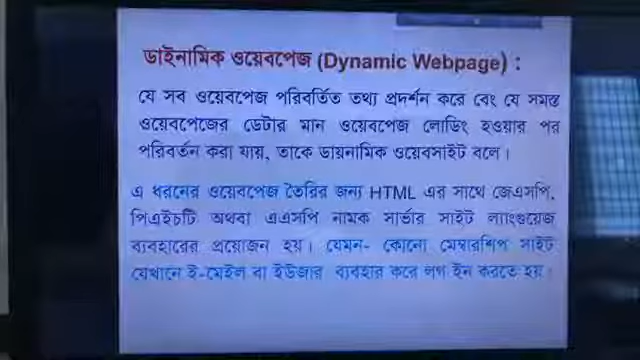 ডাইনামিক ওয়েবপেজ (Dynamic Webpage) :
যে সব ওয়েবপেজ পরিবর্তিত তথ্য প্রদর্শন করে বেং যে সমস্ত
ওয়েবপেজের ডেটার মান ওয়েবপেজ লোডিং হওয়ার পর
পরিবর্তন করা যায়, তাকে ডায়নামিক ওয়েবসাইট বলে।
এ ধরনের ওয়েবপেজ তৈরির জন্য HTML এর সাথে জেএসপি,
পিএইচটি অথবা এএসপি নামক সার্ভার সাইট ল্যাংগুয়েজ
ব্যবহারের প্রয়োজন হয়। যেমন- কোনো মেম্বারশিপ সাইট
যেখানে ই-মেইল বা ইউজার ব্যবহার করে লগ ইন করতে হয়।